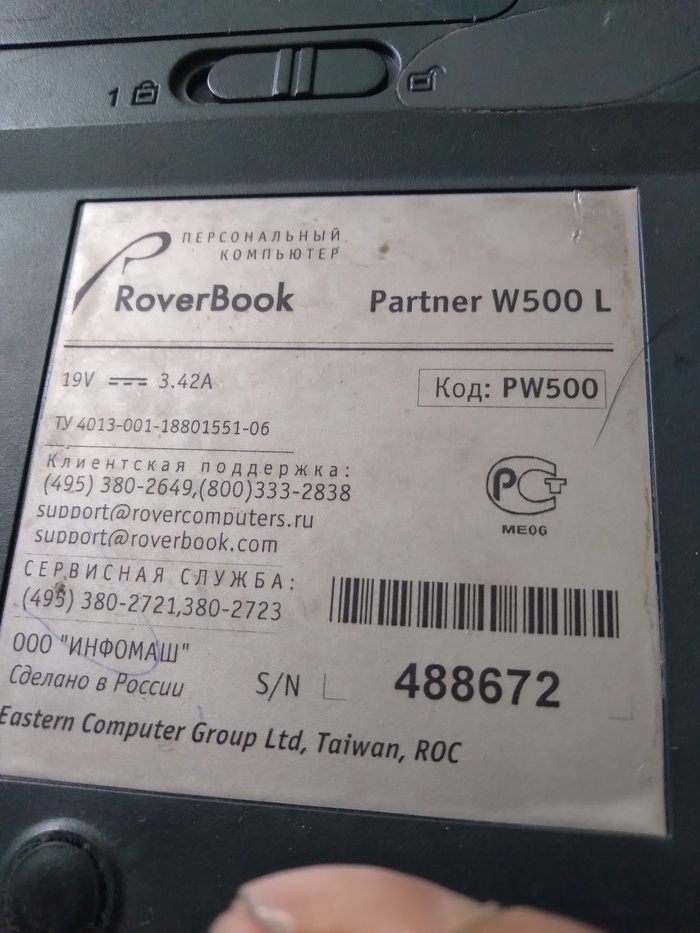 1
ПЕРСОНАЛЬНЫЙ
КОМПЬЮТЕР
RoverBook Partner W500 L
19V 3.42A
Код: PW500
ТУ 4013-001-18801551-06
Клиентская поддержка:
(495) 380-2649,(800)333-2838
support@rovercomputers.ru
support@roverbook.com
РСТ
МЕ06
СЕРВИСНАЯ СЛУЖБА:
(495) 380-2721,380-2723
ООО "ИНФОМАШ"
Сделано в России
S/N 488672
Eastern Computer Group Ltd, Taiwan, ROC